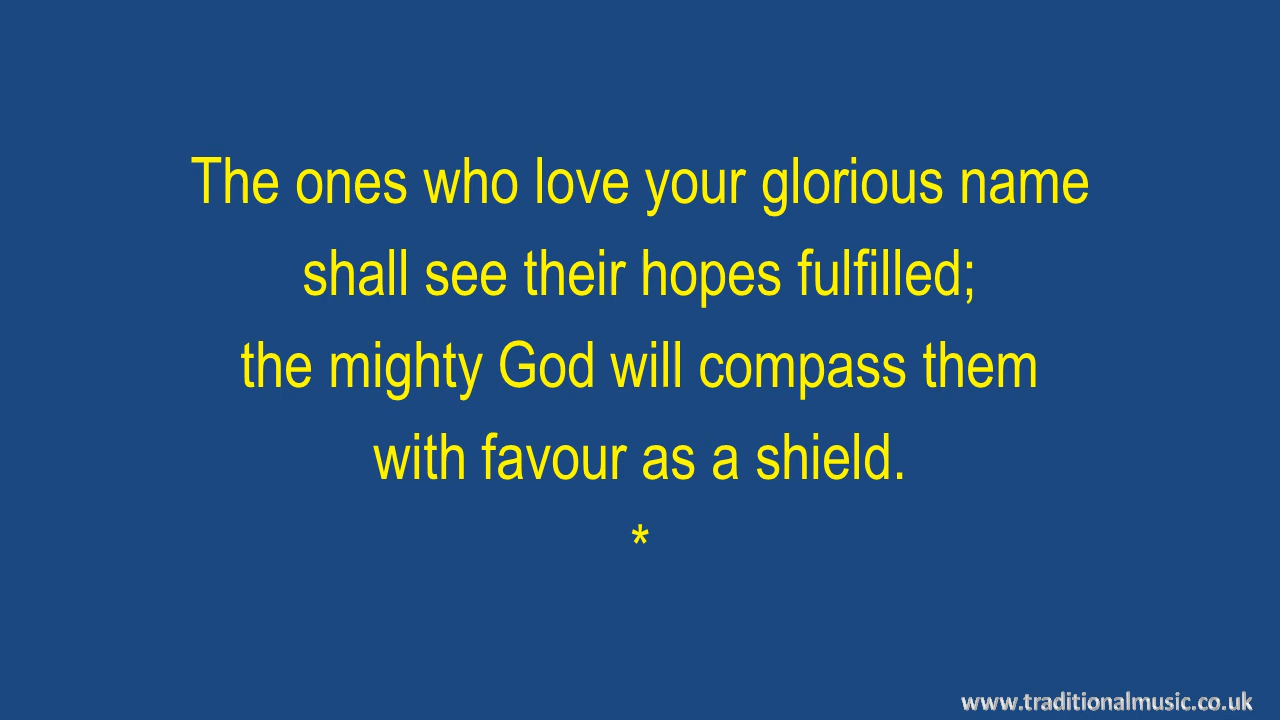 The ones who love your glorious name
shall see their hopes fulfilled;
the mighty God will compass them
with favour as a shield.
*
www.traditionalmusic.co.uk